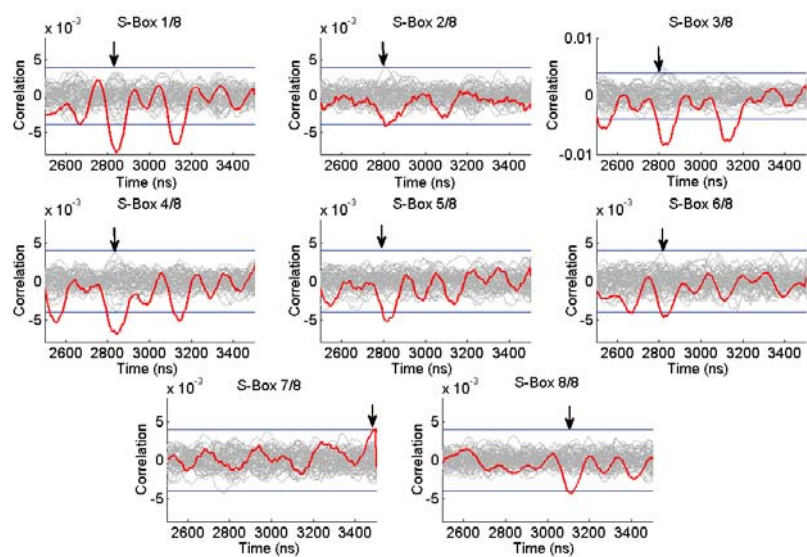 S-Box 1/8
x 10⁻³
5
0
-5
Correlation
2600 2800 3000 3200 3400
Time (ns)
S-Box 2/8
x 10⁻³
5
0
-5
Correlation
2600 2800 3000 3200 3400
Time (ns)
S-Box 3/8
0.01
0
-0.01
Correlation
2600 2800 3000 3200 3400
Time (ns)
S-Box 4/8
x 10⁻³
5
0
-5
Correlation
2600 2800 3000 3200 3400
Time (ns)
S-Box 5/8
x 10⁻³
5
0
-5
Correlation
2600 2800 3000 3200 3400
Time (ns)
S-Box 6/8
x 10⁻³
5
0
-5
Correlation
2600 2800 3000 3200 3400
Time (ns)
S-Box 7/8
x 10⁻³
5
0
-5
Correlation
2600 2800 3000 3200 3400
Time (ns)
S-Box 8/8
x 10⁻³
5
0
-5
Correlation
2600 2800 3000 3200 3400
Time (ns)